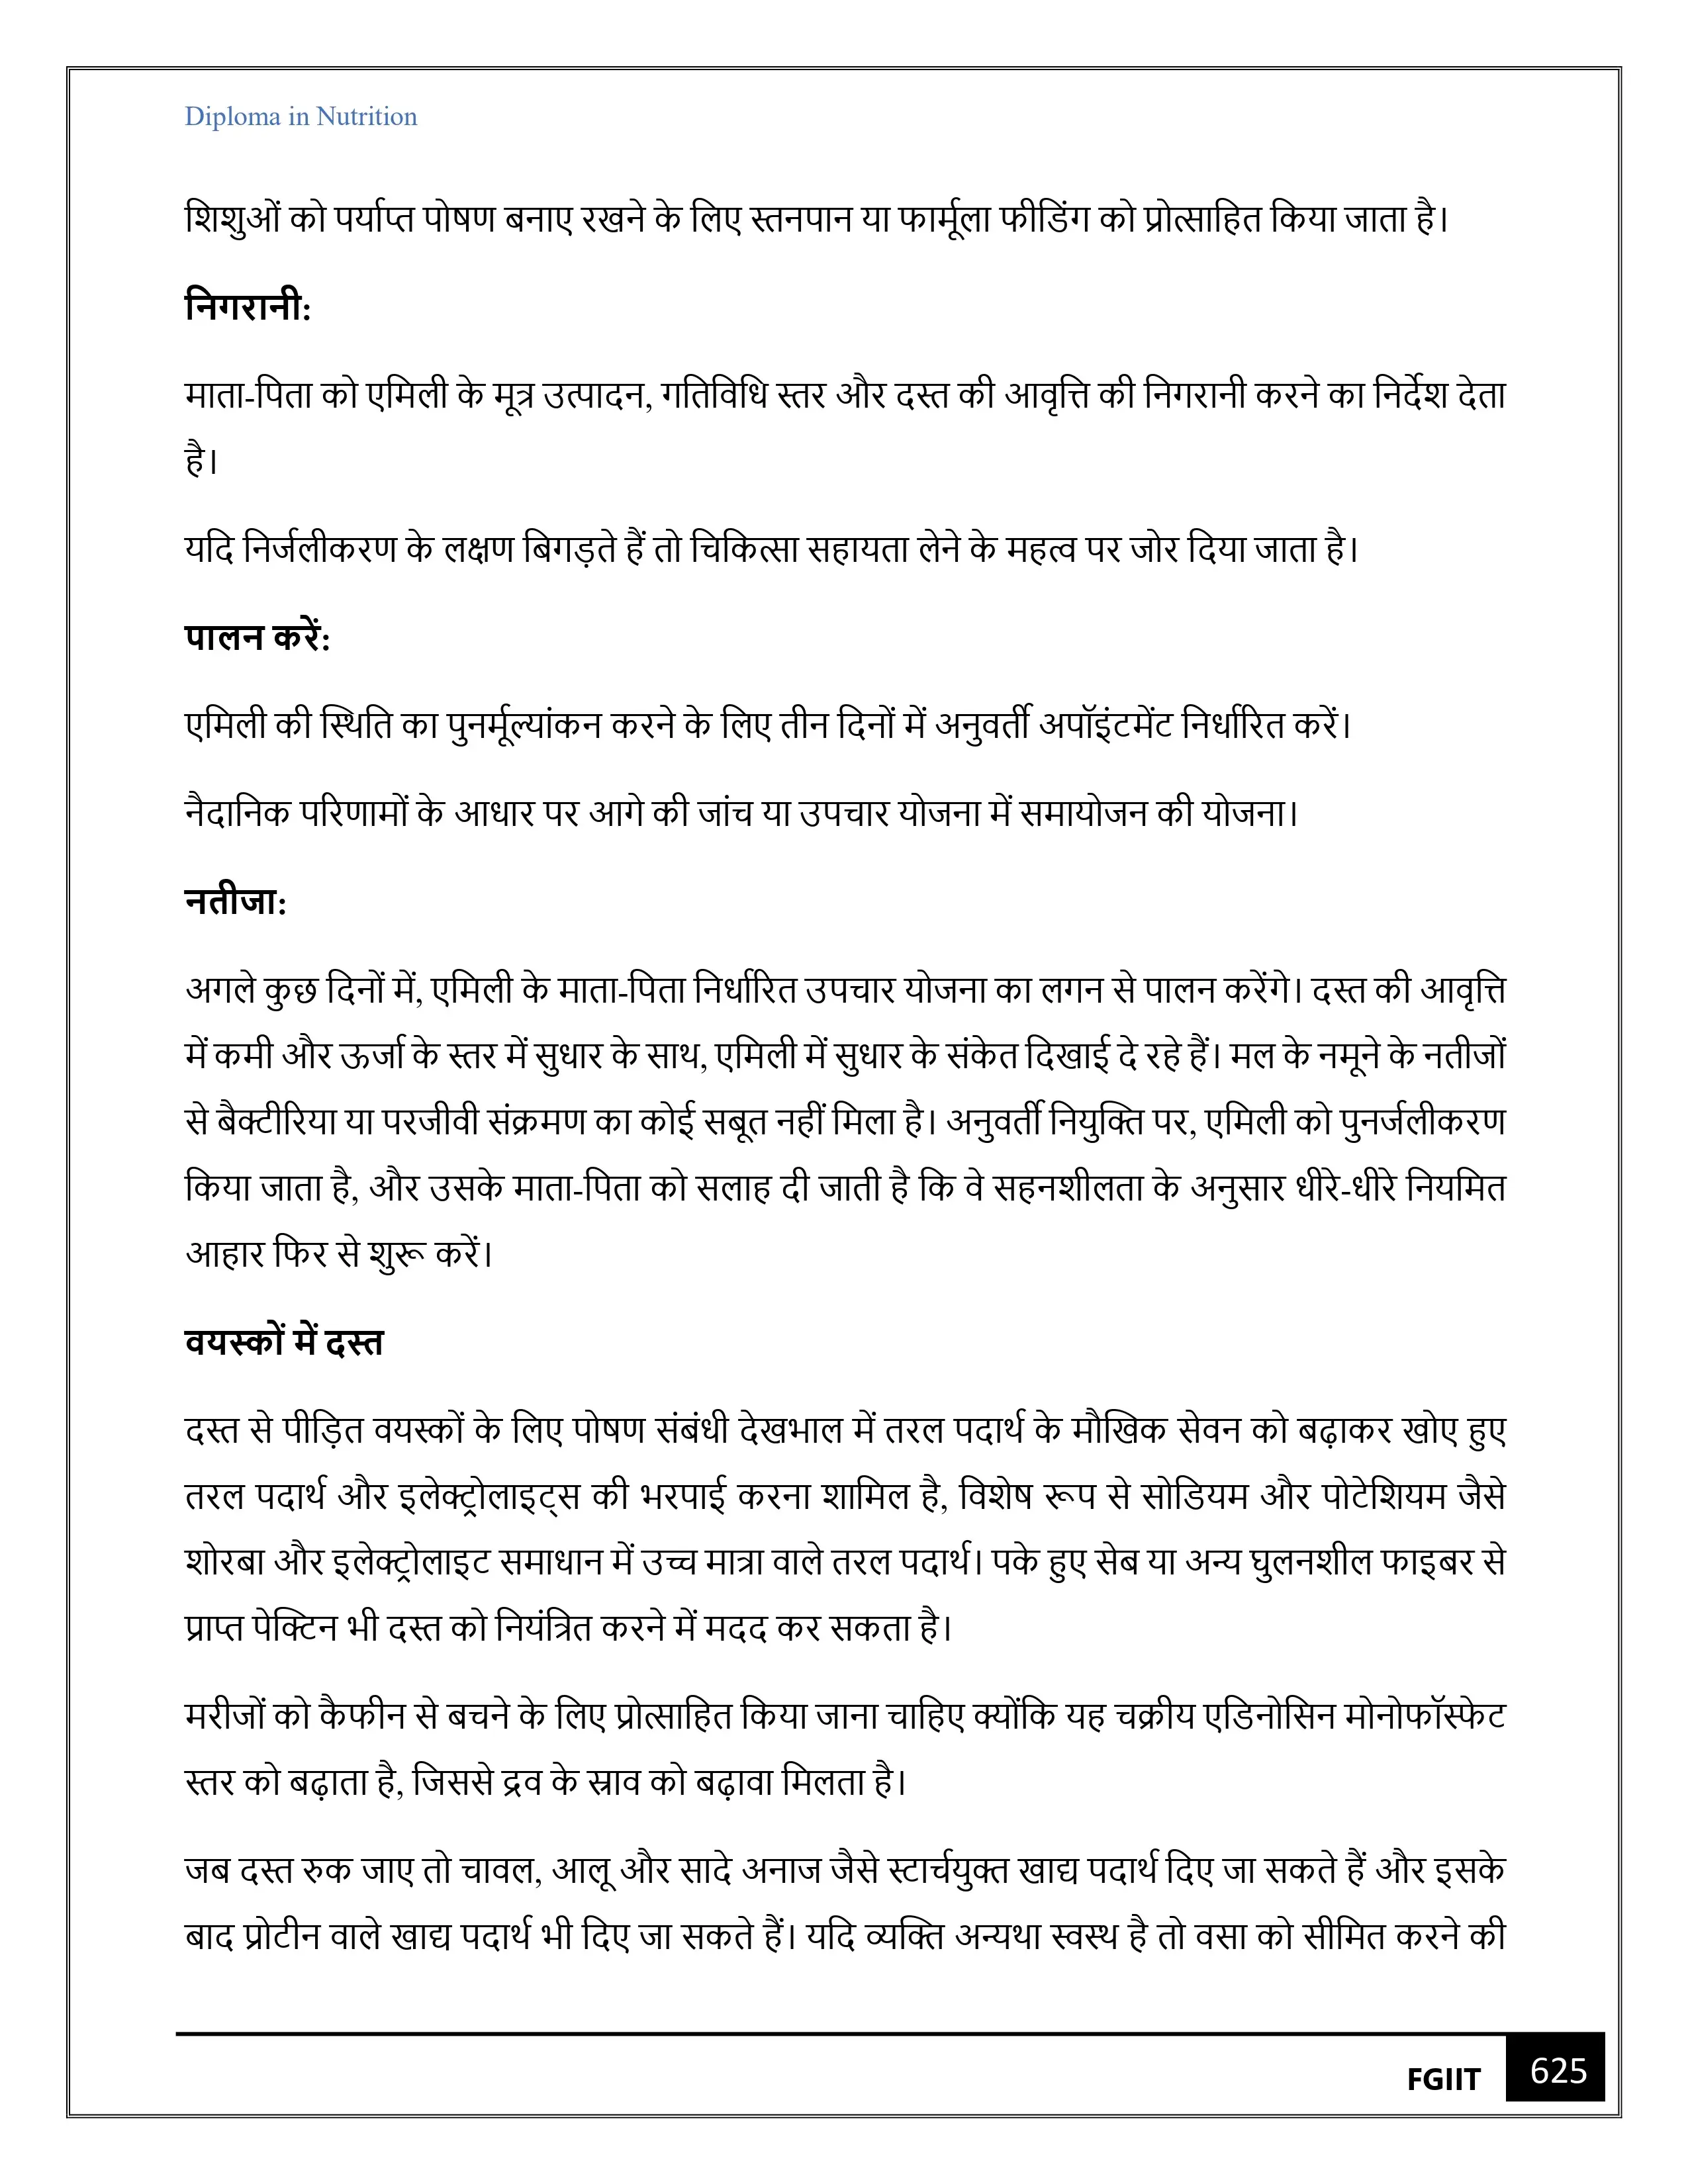 Diploma in Nutrition
शिशुओं को पर्याप्त पोषण बनाए रखने के लिए स्तनपान या फार्मूला फीडिंग को प्रोत्साहित किया जाता है।
निगरानी:
माता-पिता को एमिली के मूत्र उत्पादन, गतिविधि स्तर और दस्त की आवृत्ति की निगरानी करने का निर्देश देता
है।
यदि निर्जलीकरण के लक्षण बिगड़ते हैं तो चिकित्सा सहायता लेने के महत्व पर जोर दिया जाता है।
पालन करें:
एमिली की स्थिति का पुनर्मूल्यांकन करने के लिए तीन दिनों में अनुवर्ती अपॉइंटमेंट निर्धारित करें।
नैदानिक परिणामों के आधार पर आगे की जांच या उपचार योजना में समायोजन की योजना।
नतीजा:
अगले कुछ दिनों में, एमिली के माता-पिता निर्धारित उपचार योजना का लगन से पालन करेंगे। दस्त की आवृत्ति
में कमी और ऊर्जा के स्तर में सुधार के साथ, एमिली में सुधार के संकेत दिखाई दे रहे हैं। मल के नमूने के नतीजों
से बैक्टीरिया या परजीवी संक्रमण का कोई सबूत नहीं मिला है। अनुवर्ती नियुक्ति पर, एमिली को पुनर्जलीकरण
किया जाता है, और उसके माता-पिता को सलाह दी जाती है कि वे सहनशीलता के अनुसार धीरे-धीरे नियमित
आहार फिर से शुरू करें।
वयस्कों में दस्त
दस्त से पीड़ित वयस्कों के लिए पोषण संबंधी देखभाल में तरल पदार्थ के मौखिक सेवन को बढ़ाकर खोए हुए
तरल पदार्थ और इलेक्ट्रोलाइट्स की भरपाई करना शामिल है, विशेष रूप से सोडियम और पोटेशियम जैसे
शोरबा और इलेक्ट्रोलाइट समाधान में उच्च मात्रा वाले तरल पदार्थ। पके हुए सेब या अन्य घुलनशील फाइबर से
प्राप्त पेक्टिन भी दस्त को नियंत्रित करने में मदद कर सकता है।
मरीजों को कैफीन से बचने के लिए प्रोत्साहित किया जाना चाहिए क्योंकि यह चक्रीय एडिनोसिन मोनोफॉस्फेट
स्तर को बढ़ाता है, जिससे द्रव के स्राव को बढ़ावा मिलता है।
जब दस्त रुक जाए तो चावल, आलू और सादे अनाज जैसे स्टार्चयुक्त खाद्य पदार्थ दिए जा सकते हैं और इसके
बाद प्रोटीन वाले खाद्य पदार्थ भी दिए जा सकते हैं। यदि व्यक्ति अन्यथा स्वस्थ है तो वसा को सीमित करने की
FGIIT 625